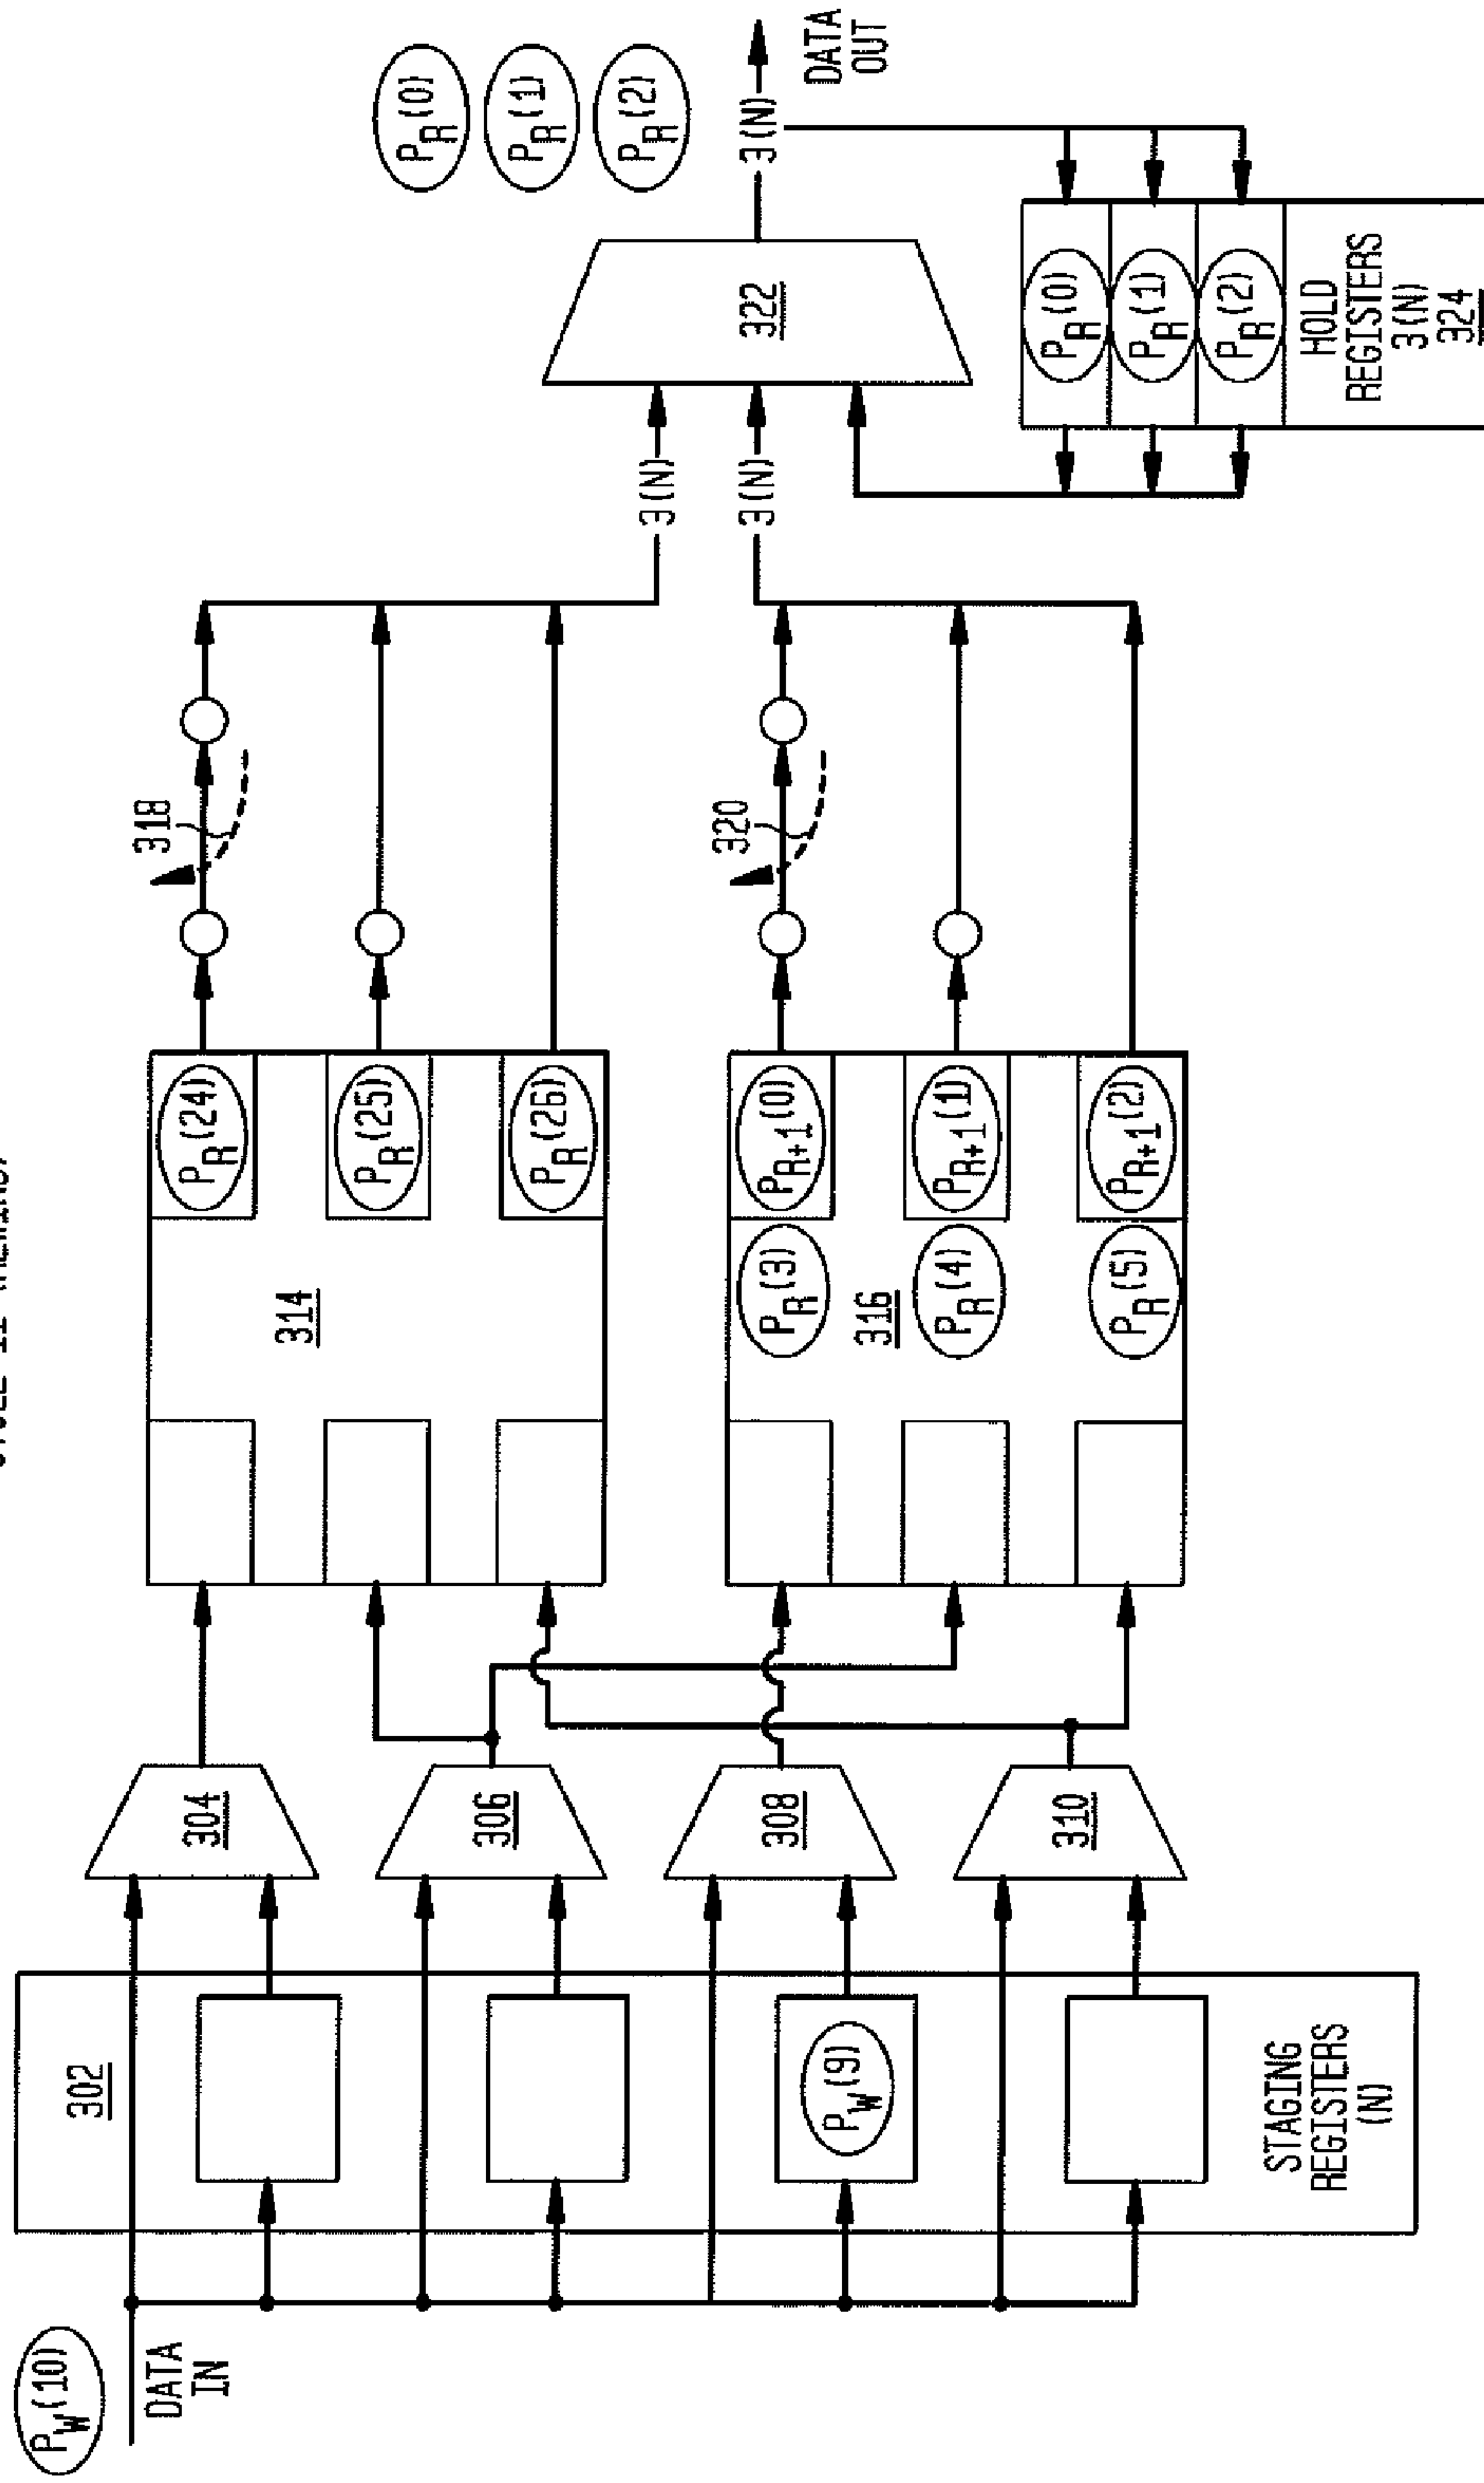 P_W(10)
DATA
IN
302
P_W(9)
STAGING
REGISTERS
(N)
304
306
308
310
314
P_R(24)
P_R(25)
P_R(26)
316
P_R(3)
P_R(4)
P_R(5)
P_R+1(0)
P_R+1(1)
P_R+1(2)
318
320
3(N)
3(N)
322
3(N)
P_R(0)
P_R(1)
P_R(2)
DATA
OUT
P_R(0)
P_R(1)
P_R(2)
HOLD
REGISTERS
3(N)
324